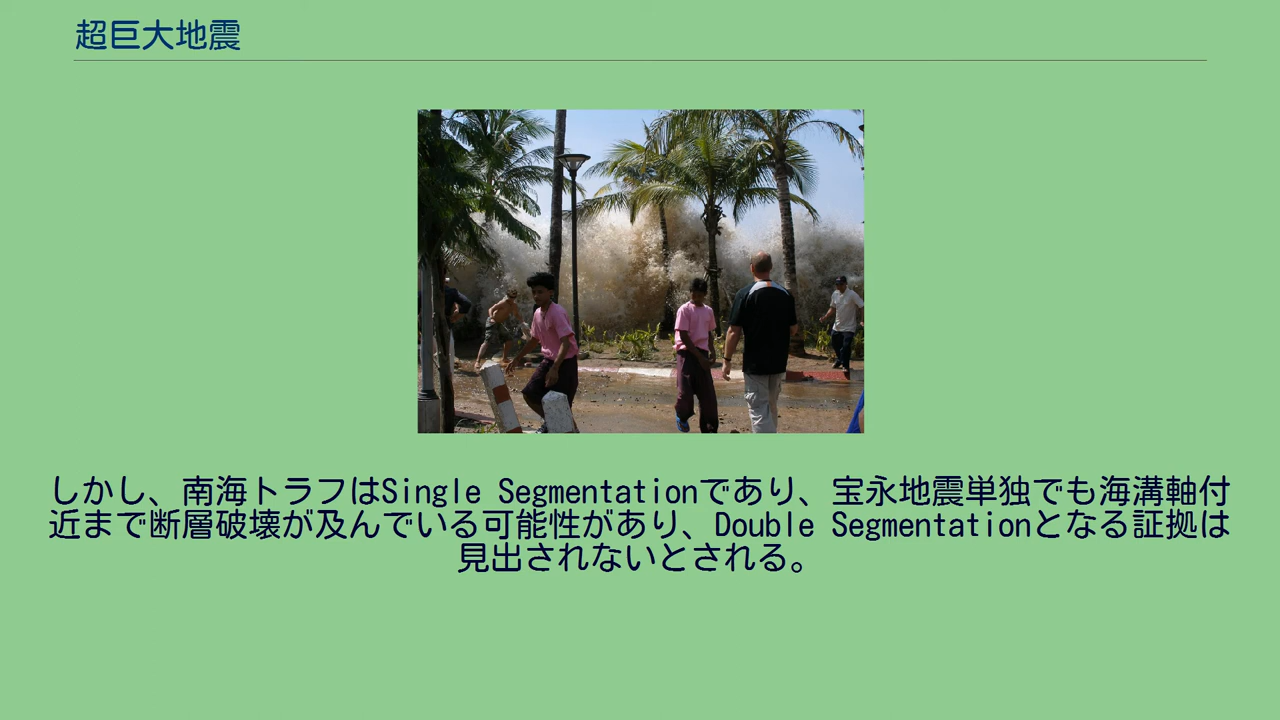 超巨大地震
しかし、南海トラフはSingle Segmentationであり、宝永地震単独でも海溝軸付
近まで断層破壊が及んでいる可能性があり、Double Segmentationとなる証拠は
見出されないとされる。